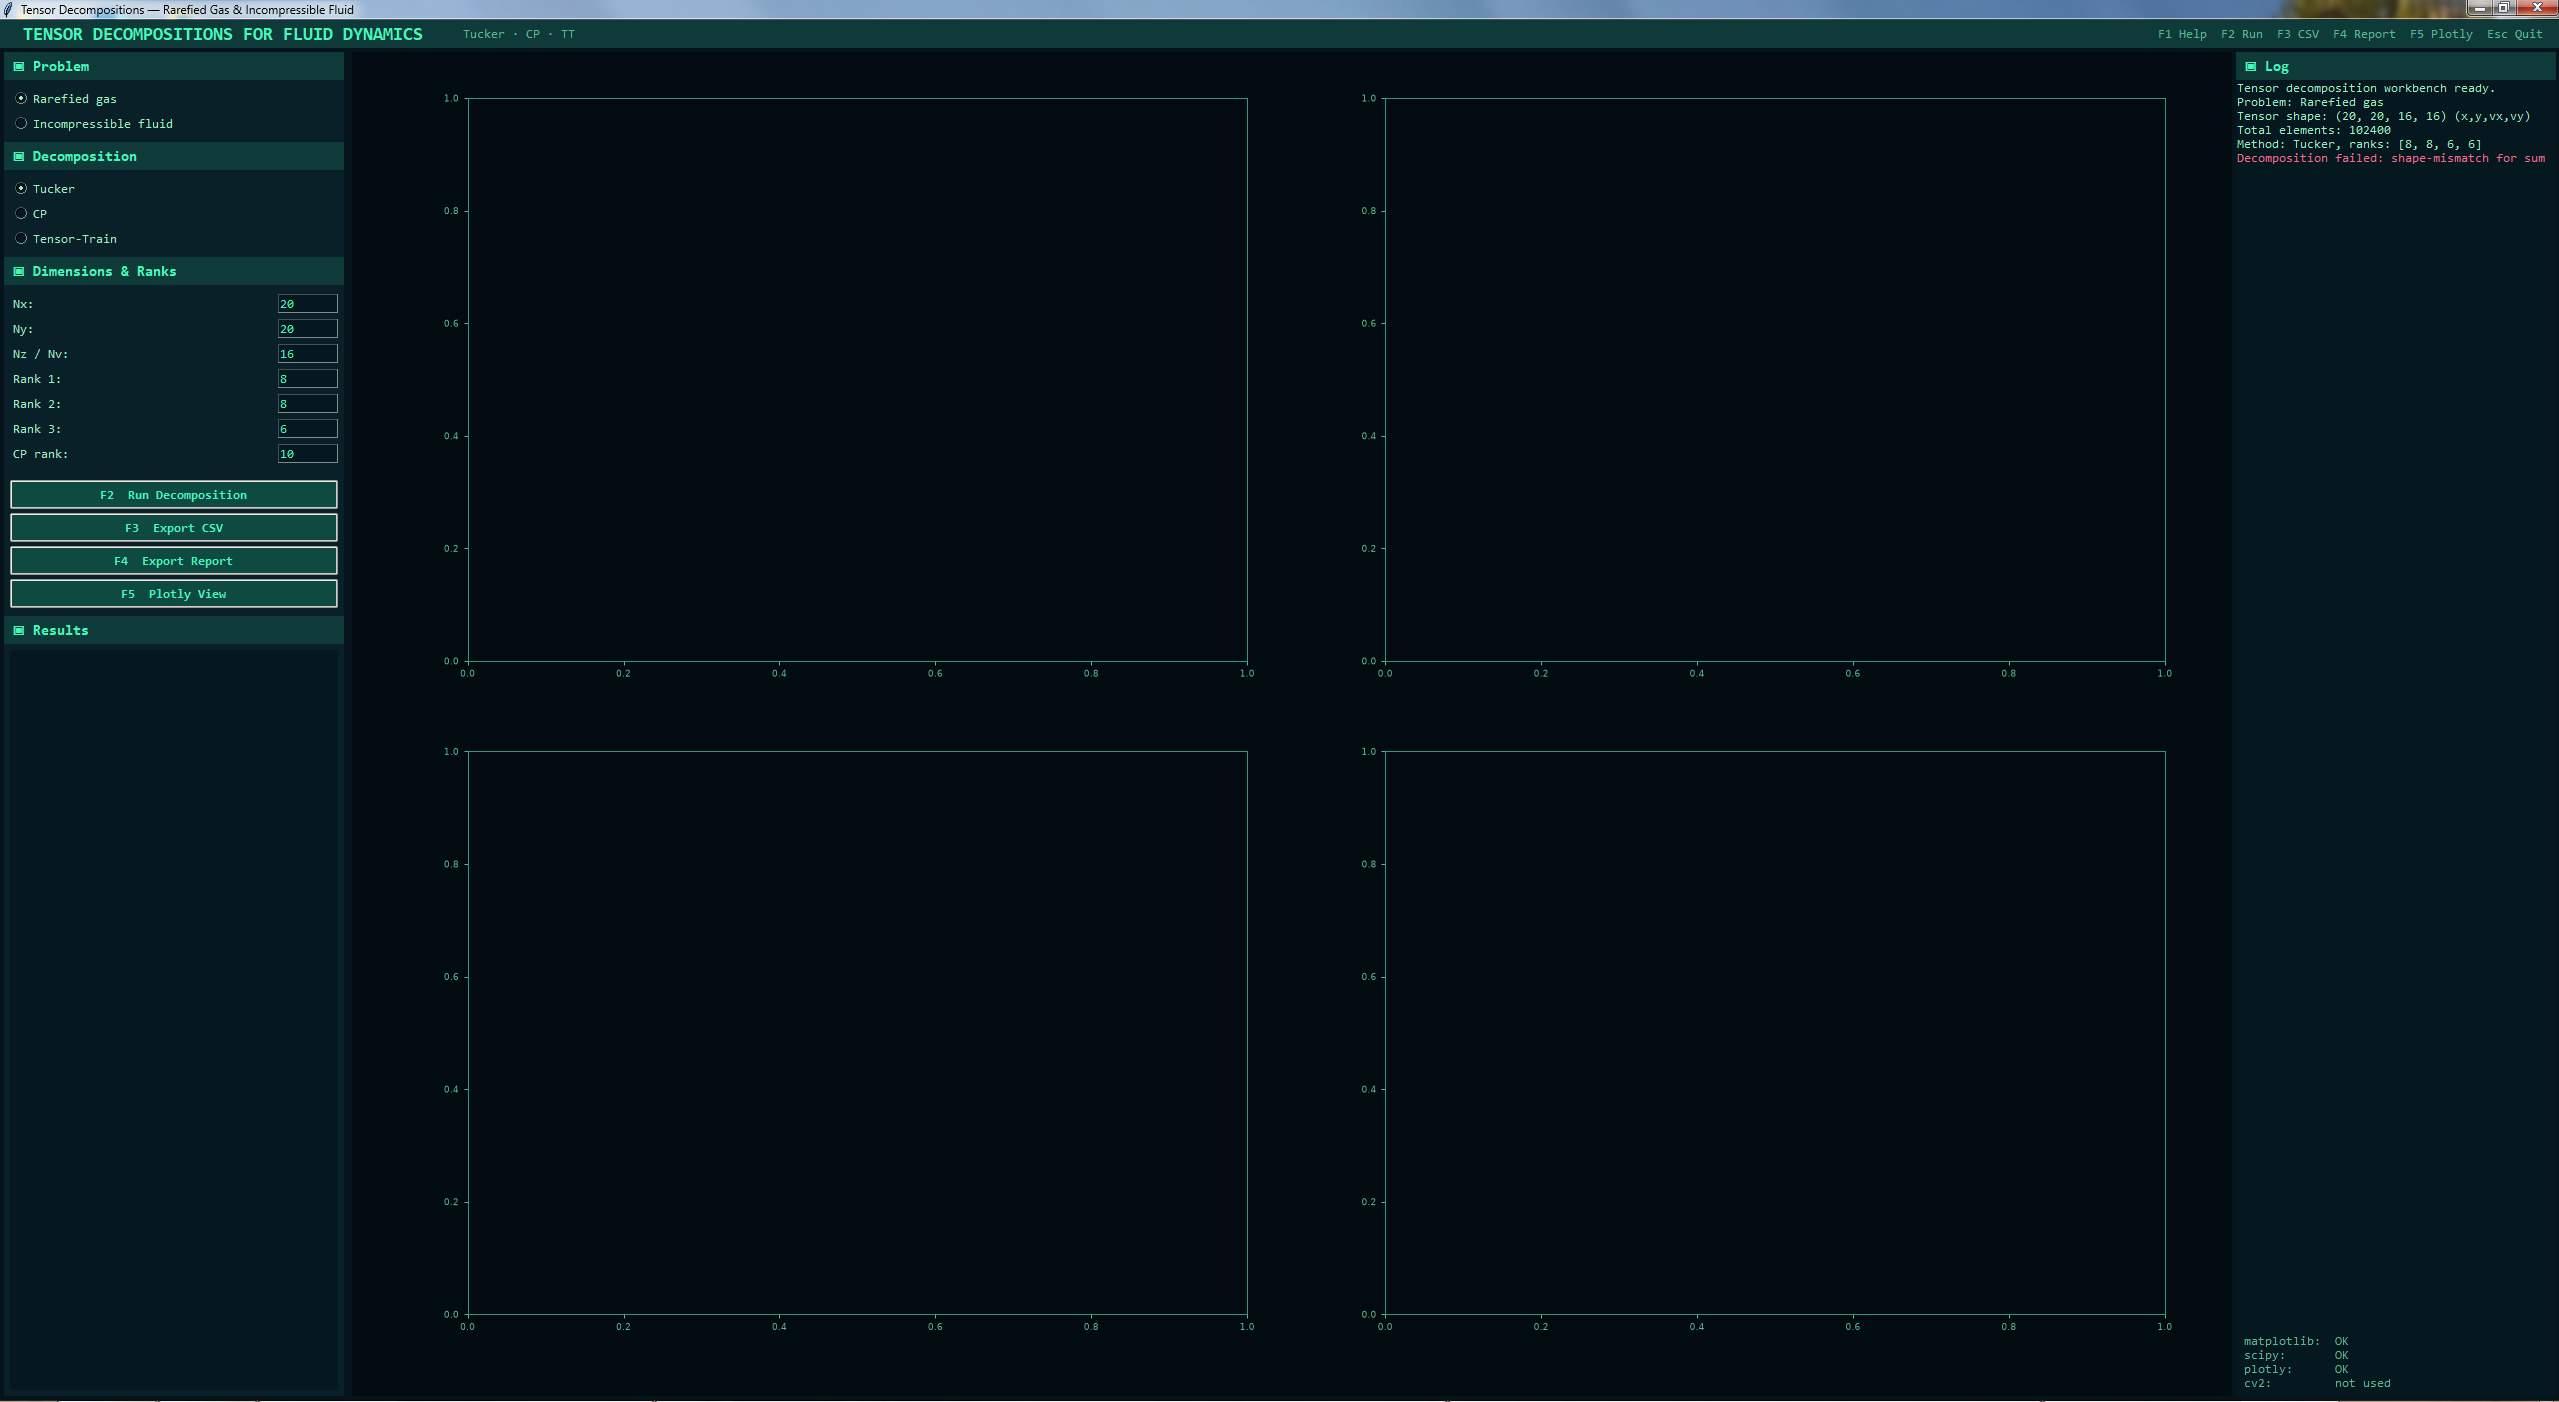 Tensor Decompositions — Rarefied Gas & Incompressible Fluid
TENSOR DECOMPOSITIONS FOR FLUID DYNAMICS Tucker · CP · TT F1 Help F2 Run F3 CSV F4 Report F5 Plotly Esc Quit
Problem
Rarefied gas
Incompressible fluid
Decomposition
Tucker
CP
Tensor-Train
Dimensions & Ranks
Nx: 20
Ny: 20
Nz / Nv: 16
Rank 1: 8
Rank 2: 8
Rank 3: 6
CP rank: 10
F2 Run Decomposition
F3 Export CSV
F4 Export Report
F5 Plotly View
Results
1.0
0.8
0.6
0.4
0.2
0.0
0.0 0.2 0.4 0.6 0.8 1.0
1.0
0.8
0.6
0.4
0.2
0.0
0.0 0.2 0.4 0.6 0.8 1.0
1.0
0.8
0.6
0.4
0.2
0.0
0.0 0.2 0.4 0.6 0.8 1.0
1.0
0.8
0.6
0.4
0.2
0.0
0.0 0.2 0.4 0.6 0.8 1.0
Log
Tensor decomposition workbench ready.
Problem: Rarefied gas
Tensor shape: (20, 20, 16, 16) (x,y,vx,vy)
Total elements: 102400
Method: Tucker, ranks: [8, 8, 6, 6]
Decomposition failed: shape-mismatch for sum
matplotlib: OK
scipy: OK
plotly: OK
cv2: not used